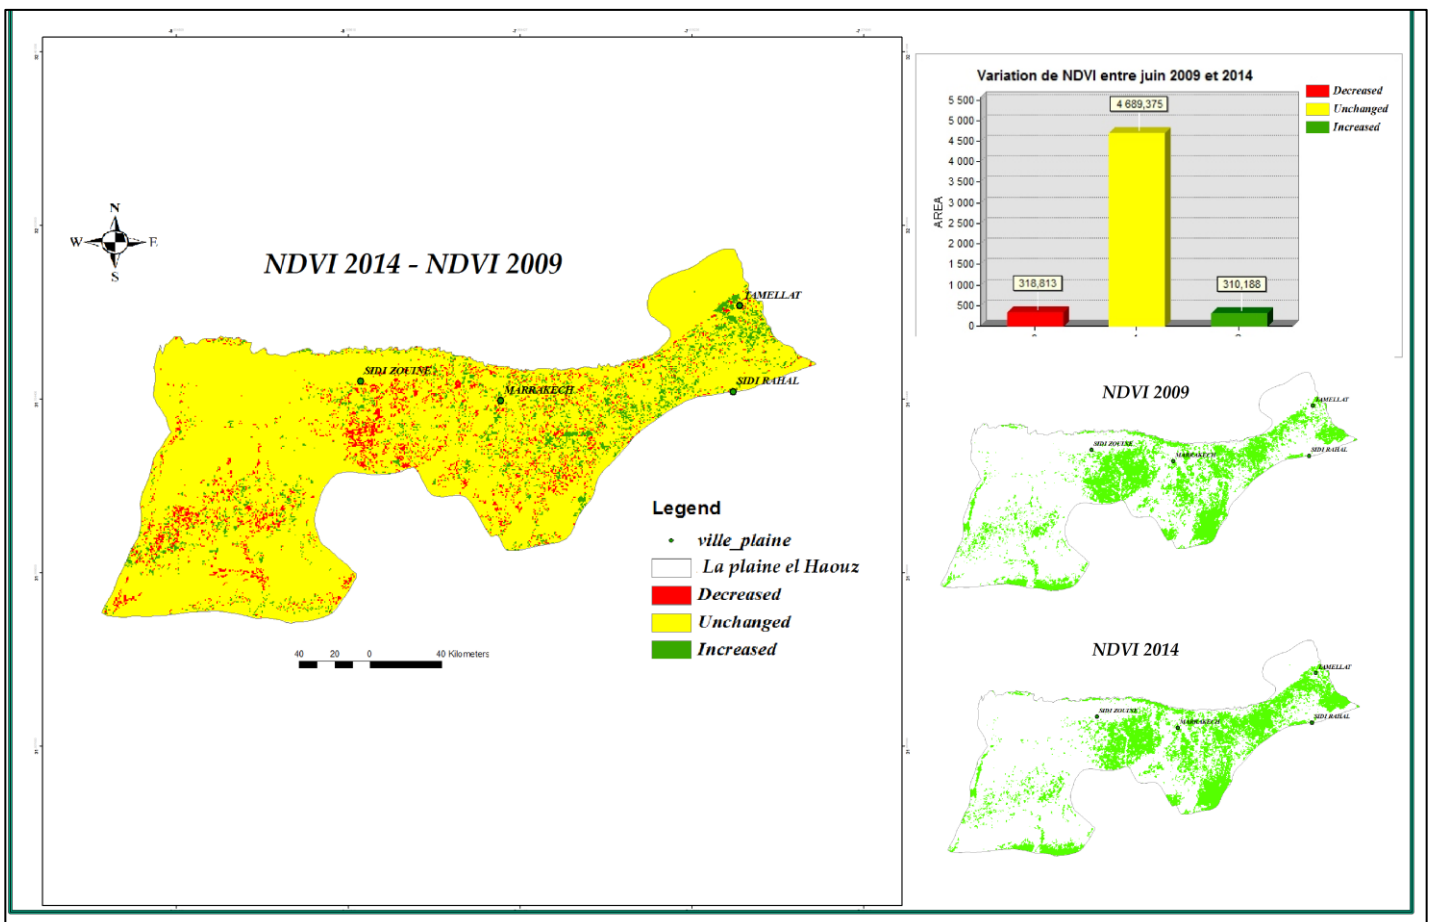 N
W
E
S
NDVI 2014 - NDVI 2009
TAMELLAT
SIDI ZOUINE
MARRAKECH
SIDI RAHAL
Legend
ville_plaine
La plaine el Haouz
Decreased
Unchanged
Increased
40 20 0 40 Kilometers
Variation de NDVI entre juin 2009 et 2014
Decreased
Unchanged
Increased
AREA
5 500
5 000
4 500
4 000
3 500
3 000
2 500
2 000
1 500
1 000
500
0
318,813
4 689,375
310,188
NDVI 2009
TAMELLAT
SIDI ZOUINE
MARRAKECH
SIDI RAHAL
NDVI 2014
TAMELLAT
SIDI ZOUINE
MARRAKECH
SIDI RAHAL